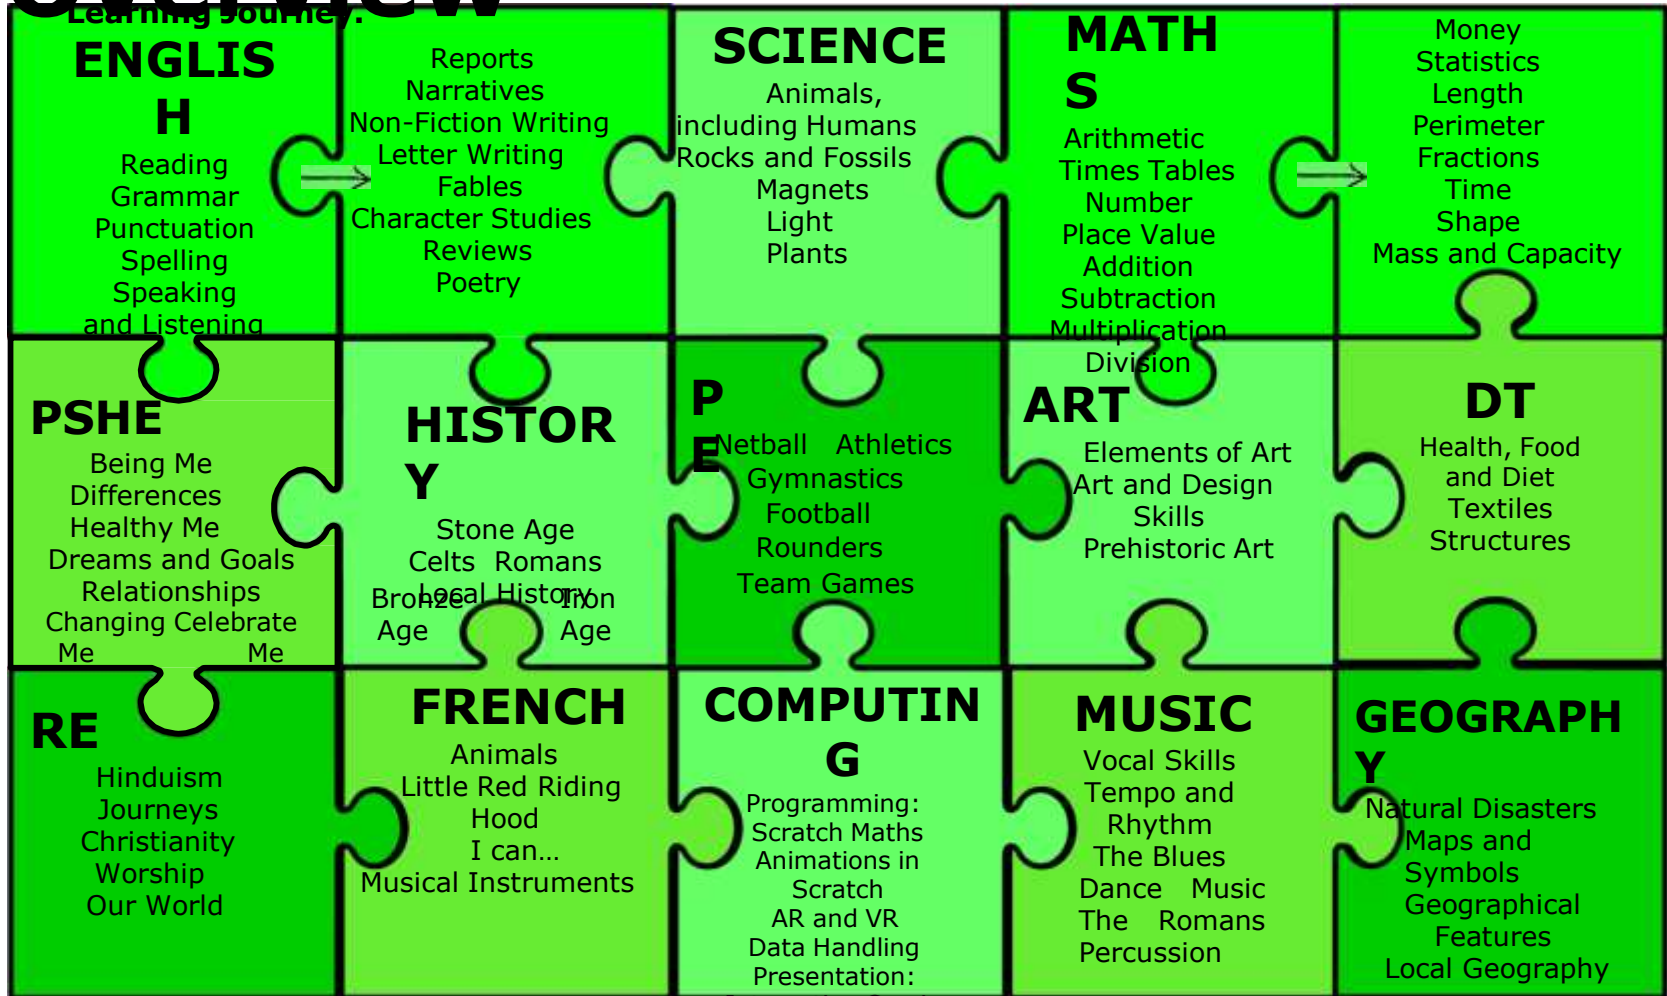 Overview
Learning Journey.
ENGLIS
H
Reading
Grammar
Punctuation
Spelling
Speaking
and Listening
Reports
Narratives
Non-Fiction Writing
Letter Writing
Fables
Character Studies
Reviews
Poetry
SCIENCE
Animals,
including Humans
Rocks and Fossils
Magnets
Light
Plants
MATH
S
Arithmetic
Times Tables
Number
Place Value
Addition
Subtraction
Multiplication
Division
Money
Statistics
Length
Perimeter
Fractions
Time
Shape
Mass and Capacity
PSHE
Being Me
Differences
Healthy Me
Dreams and Goals
Relationships
Changing Celebrate
Me Me
HISTOR
Y
Stone Age
Celts Romans
Local History
Bronze Iron
Age Age
P
E
Netball Athletics
Gymnastics
Football
Rounders
Team Games
ART
Elements of Art
Art and Design
Skills
Prehistoric Art
DT
Health, Food
and Diet
Textiles
Structures
RE
Hinduism
Journeys
Christianity
Worship
Our World
FRENCH
Animals
Little Red Riding
Hood
I can…
Musical Instruments
COMPUTIN
G
Programming:
Scratch Maths
Animations in
Scratch
AR and VR
Data Handling
Presentation:
MUSIC
Vocal Skills
Tempo and
Rhythm
The Blues
Dance Music
The Romans
Percussion
GEOGRAPH
Y
Natural Disasters
Maps and
Symbols
Geographical
Features
Local Geography